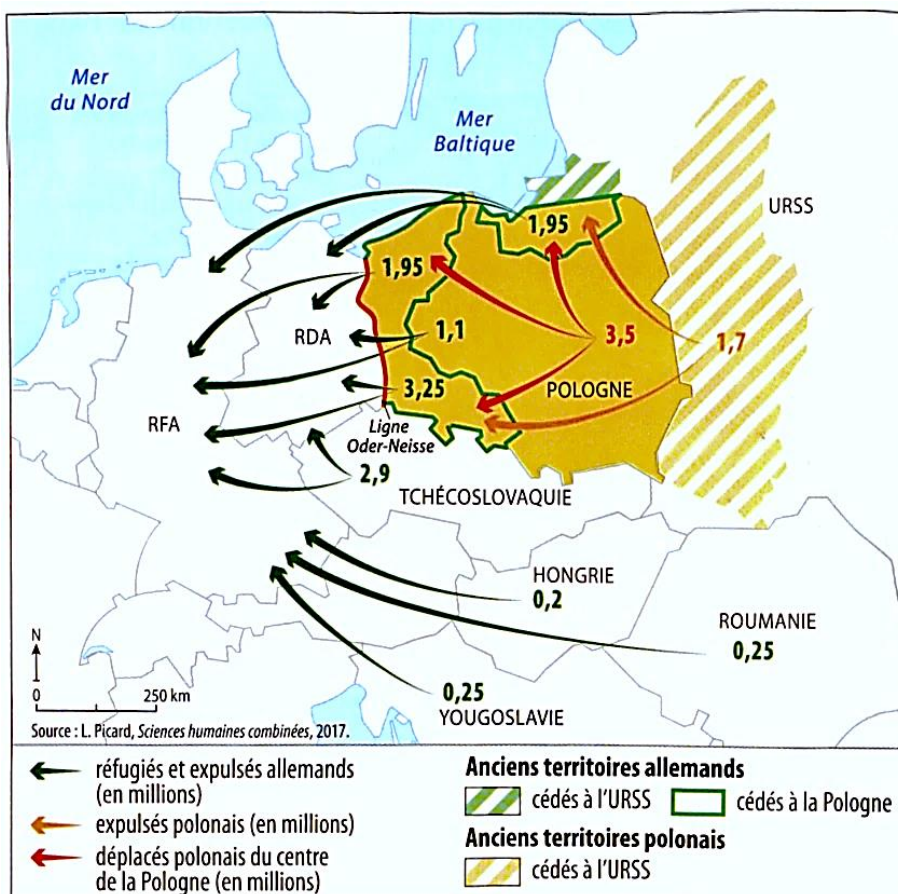 Mer
du Nord
Mer
Baltique
URSS
1,95
1,95
RDA
1,1
3,5
1,7
3,25
POLOGNE
RFA
Ligne
Oder-Neisse
2,9
TCHÉCOSLOVAQUIE
HONGRIE
0,2
ROUMANIE
0,25
0,25
YOUGOSLAVIE
N
0
250 km
Source : L. Picard, Sciences humaines combinées, 2017.
réfugiés et expulsés allemands
(en millions)
expulsés polonais (en millions)
déplacés polonais du centre
de la Pologne (en millions)
Anciens territoires allemands
cédés à l'URSS
cédés à la Pologne
Anciens territoires polonais
cédés à l'URSS